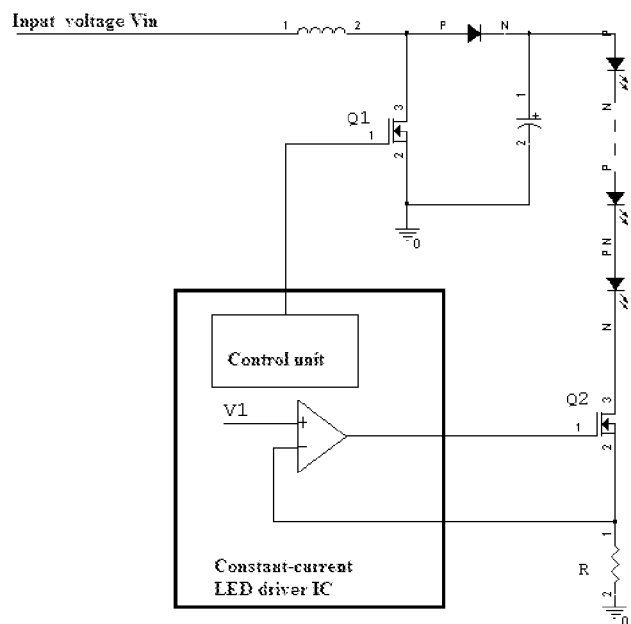 Input voltage Vin
1 2
P N
P
N
P
P N
N
Q1
3
1
2
1
+
2
0
Control unit
V1
+
−
Q2
3
1
2
Constant-current
LED driver IC
1
R
2
0